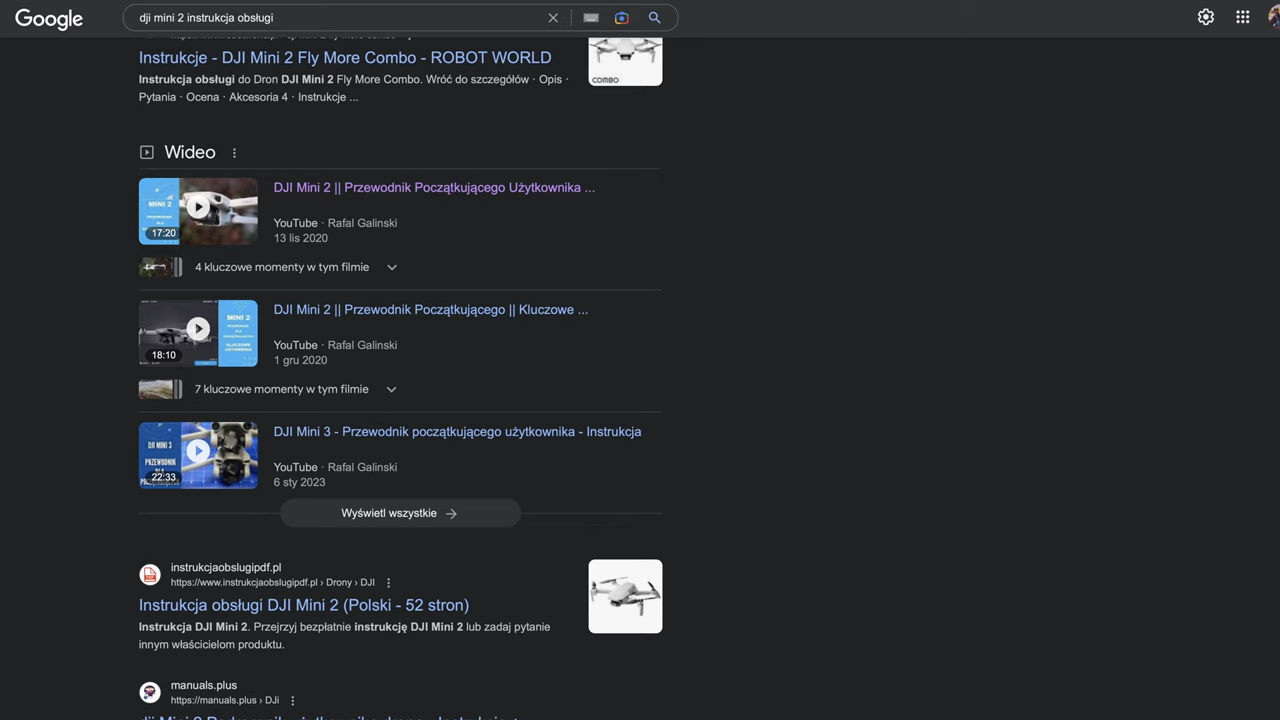 Google
dji mini 2 instrukcja obsługi
Instrukcje - DJI Mini 2 Fly More Combo - ROBOT WORLD
Instrukcja obsługi do Dron DJI Mini 2 Fly More Combo. Wróć do szczegółów · Opis ·
Pytania · Ocena · Akcesoria 4 · Instrukcje ...
COMBO
Wideo
MINI 2
17:20
DJI Mini 2 || Przewodnik Początkującego Użytkownika ...
YouTube · Rafal Galinski
13 lis 2020
4 kluczowe momenty w tym filmie
MINI 2
18:10
DJI Mini 2 || Przewodnik Początkującego || Kluczowe ...
YouTube · Rafal Galinski
1 gru 2020
7 kluczowe momenty w tym filmie
DJI MINI 3
PRZEWODNIK
22:33
DJI Mini 3 - Przewodnik początkującego użytkownika - Instrukcja
YouTube · Rafal Galinski
6 sty 2023
Wyświetl wszystkie
instrukcjaobslugipdf.pl
https://www.instrukcjaobslugipdf.pl › Drony › DJI
Instrukcja obsługi DJI Mini 2 (Polski - 52 stron)
Instrukcja DJI Mini 2. Przejrzyj bezpłatnie instrukcję DJI Mini 2 lub zadaj pytanie
innym właścicielom produktu.
manuals.plus
https://manuals.plus › DJi